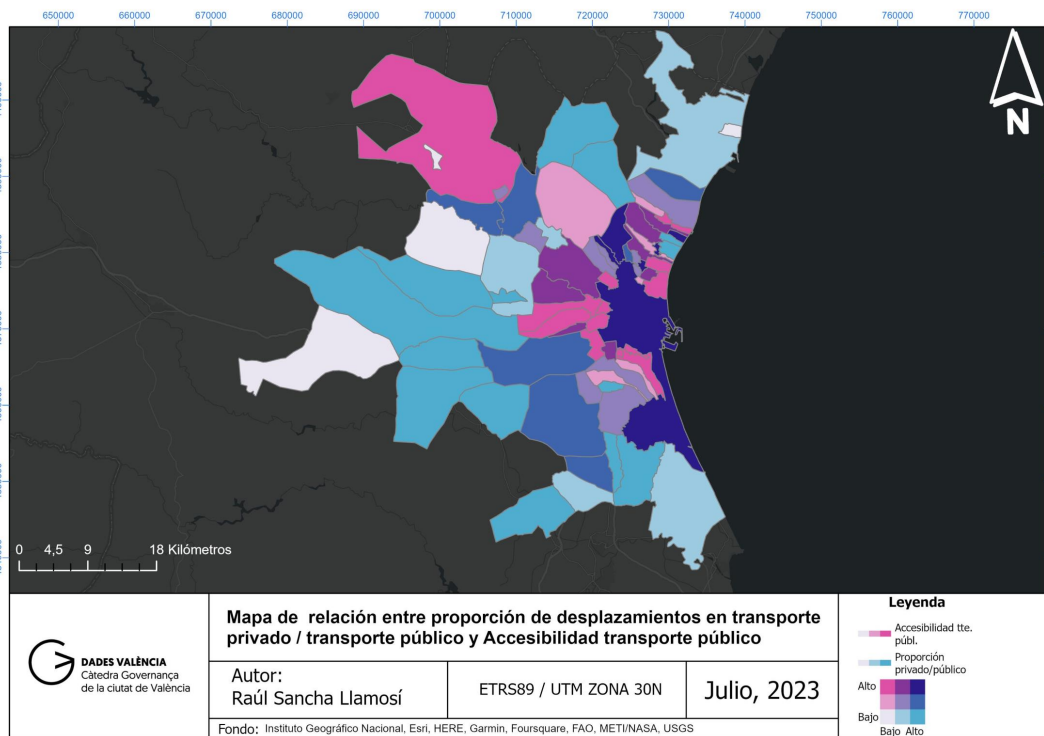 650000 660000 670000 680000 690000 700000 710000 720000 730000 740000 750000 760000 770000
N
0 4,5 9 18 Kilómetros
DADES VALÈNCIA
Càtedra Governança
de la ciutat de València
Mapa de relación entre proporción de desplazamientos en transporte
privado / transporte público y Accesibilidad transporte público
Autor:
Raúl Sancha Llamosí
ETRS89 / UTM ZONA 30N
Julio, 2023
Fondo: Instituto Geográfico Nacional, Esri, HERE, Garmin, Foursquare, FAO, METI/NASA, USGS
Leyenda
Accesibilidad tte.
públ.
Proporción
privado/público
Alto
Bajo
Bajo Alto